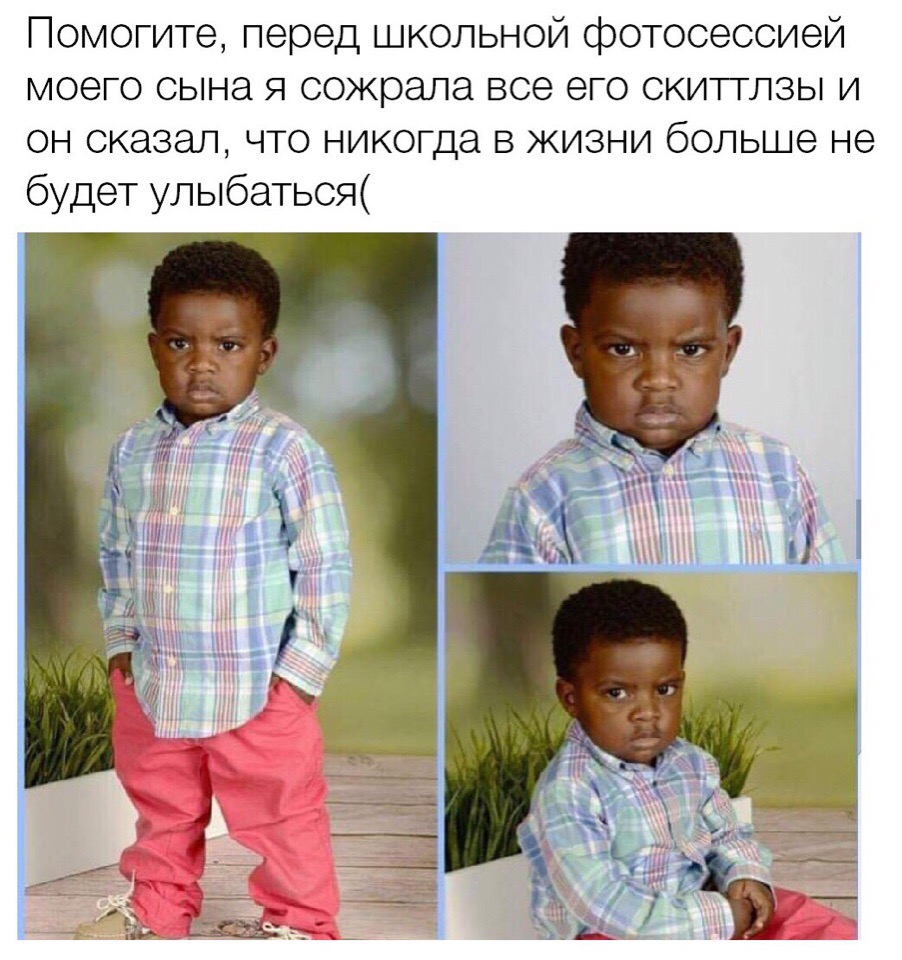 Помогите, перед школьной фотосессией
моего сына я сожрала все его скиттлзы и
он сказал, что никогда в жизни больше не
будет улыбаться(